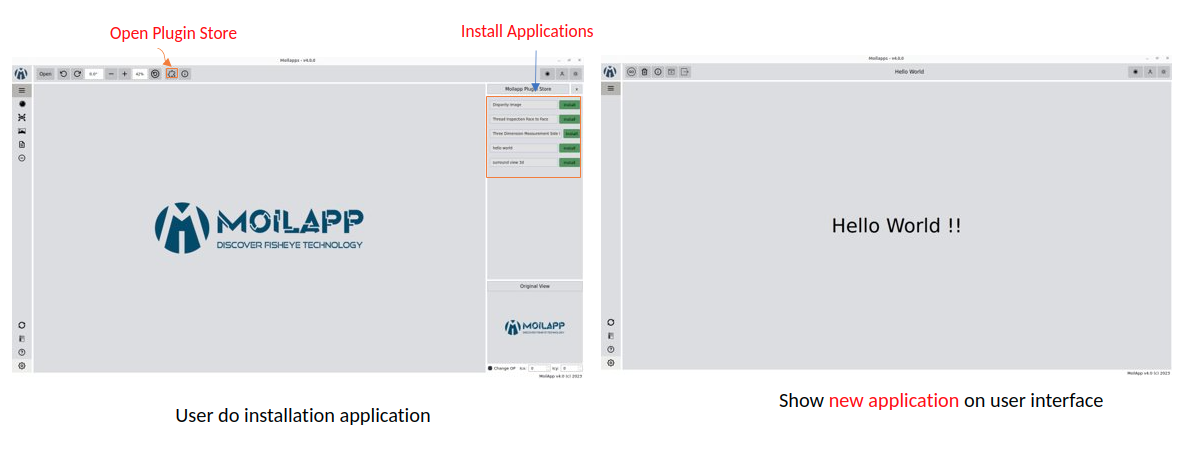 Open Plugin Store
Install Applications
Moilapps - v4.0.0
Open
0.0°
42%
Moilapp Plugin Store
Disparity Image
Install
Thread Inspection Face to Face
Install
Three Dimension Measurement Side
Install
hello world
Install
surround view 3d
Install
MOILAPP
DISCOVER FISHEYE TECHNOLOGY
Original View
MOILAPP
DISCOVER FISHEYE TECHNOLOGY
Change OP
Icx:
0
Icy:
0
MoilApp v4.0 (c) 2023
User do installation application
Moilapps - v4.0.0
Hello World
Hello World !!
MoilApp v4.0 (c) 2023
Show new application on user interface